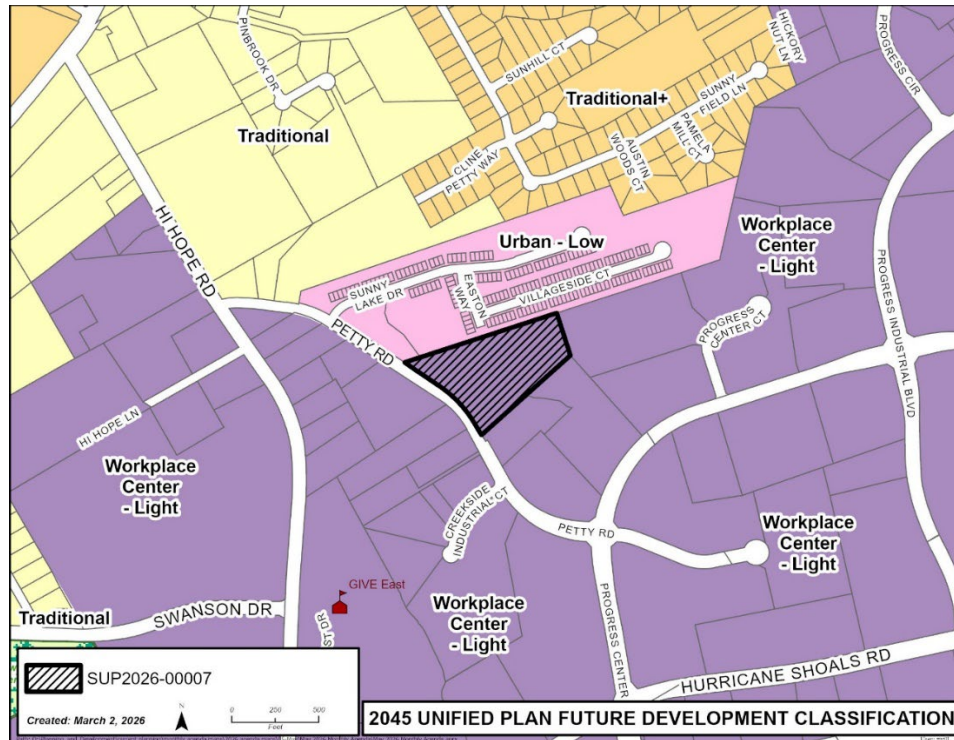 PINBROOK DR
SUNHILL CT
HICKORY
NUT LN
PROGRESS CIR
Traditional+
SUNNY
FIELD LN
Traditional
PAMELA
MILL CT
CLINE
PETTY WAY
AUSTIN
WOODS CT
HI HOPE RD
Urban - Low
Workplace
Center
- Light
SUNNY
LAKE DR
EASTON
WAY
VILLAGESIDE CT
PETTY RD
PROGRESS
CENTER CT
PROGRESS INDUSTRIAL BLVD
HI HOPE LN
Workplace
Center
- Light
CREEKSIDE
INDUSTRIAL CT
PETTY RD
Workplace
Center
- Light
GIVE East
Traditional
SWANSON DR
ST DR
Workplace
Center
- Light
PROGRESS CENTER
HURRICANE SHOALS RD
SUP2026-00007
Created: March 2, 2026
N
0 200 500
Feet
2045 UNIFIED PLAN FUTURE DEVELOPMENT CLASSIFICATION